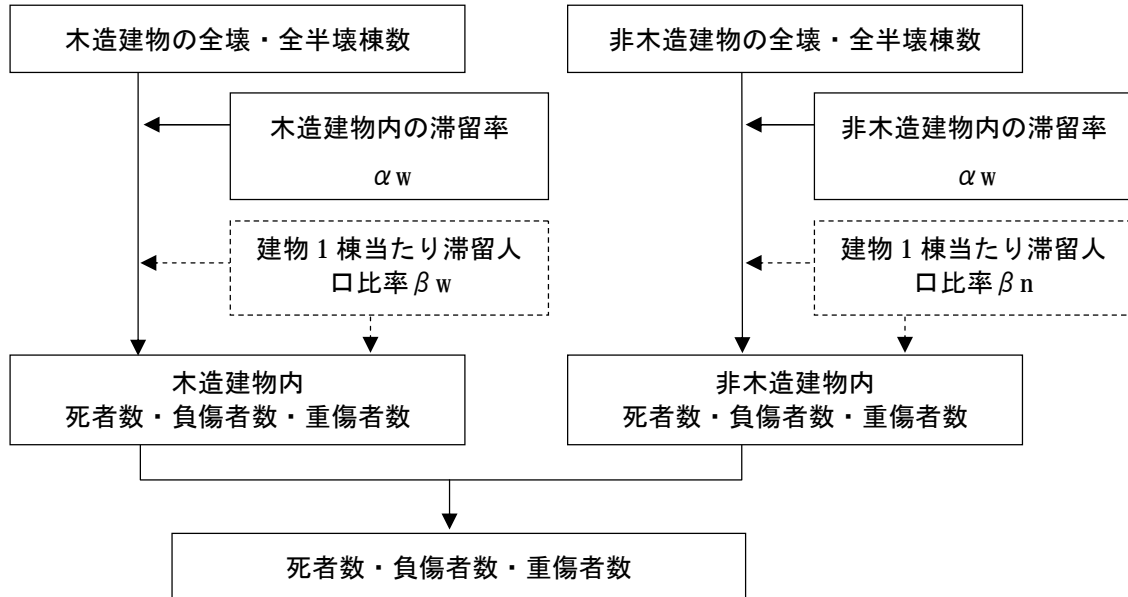 木造建物の全壊・全半壊棟数
非木造建物の全壊・全半壊棟数
木造建物内の滞留率
αw
非木造建物内の滞留率
αw
建物1棟当たり滞留人
口比率βw
建物1棟当たり滞留人
口比率βn
木造建物内
死者数・負傷者数・重傷者数
非木造建物内
死者数・負傷者数・重傷者数
死者数・負傷者数・重傷者数